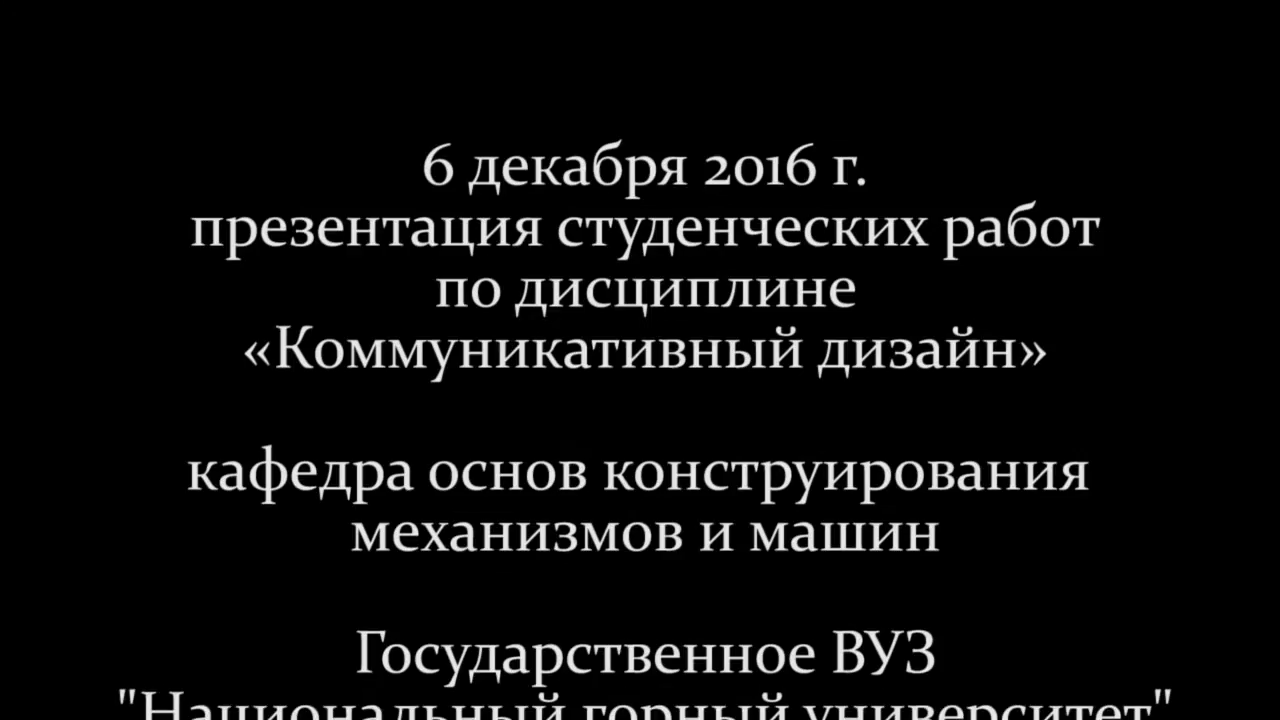 6 декабря 2016 г.
презентация студенческих работ
по дисциплине
«Коммуникативный дизайн»
кафедра основ конструирования
механизмов и машин
Государственное ВУЗ
"Национальный горный университет"